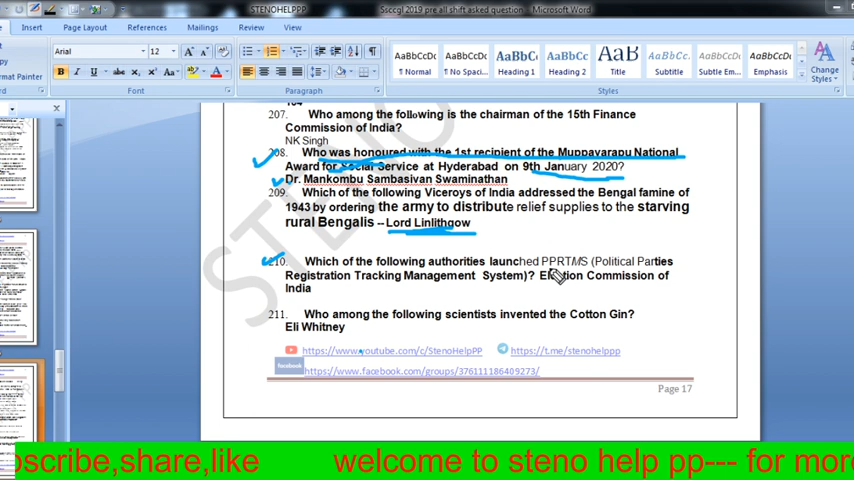 STENOHELPPP
Ssccgl 2019 pre all shift asked question - Microsoft Word
Insert Page Layout References Mailings Review View
Arial 12
Format Painter
Font Paragraph Styles
AaBbCcDc AaBbCcDc AaBbC AaBbCc AaB AaBbCc AaBbCcDc AaBbCcDc
¶ Normal ¶ No Spaci... Heading 1 Heading 2 Title Subtitle Subtle Em... Emphasis
Change
Styles
207. Who among the following is the chairman of the 15th Finance
Commission of India?
NK Singh
208. Who was honoured with the 1st recipient of the Muppavarapu National
Award for Social Service at Hyderabad on 9th January 2020?
Dr. Mankombu Sambasivan Swaminathan
209. Which of the following Viceroys of India addressed the Bengal famine of
1943 by ordering the army to distribute relief supplies to the starving
rural Bengalis -- Lord Linlithgow
210. Which of the following authorities launched PPRTMS (Political Parties
Registration Tracking Management System)? Election Commission of
India
211. Who among the following scientists invented the Cotton Gin?
Eli Whitney
https://www.youtube.com/c/StenoHelpPP https://t.me/stenohelppp
facebook https://www.facebook.com/groups/376111186409273/
Page 17
bscribe,share,like welcome to steno help pp--- for more